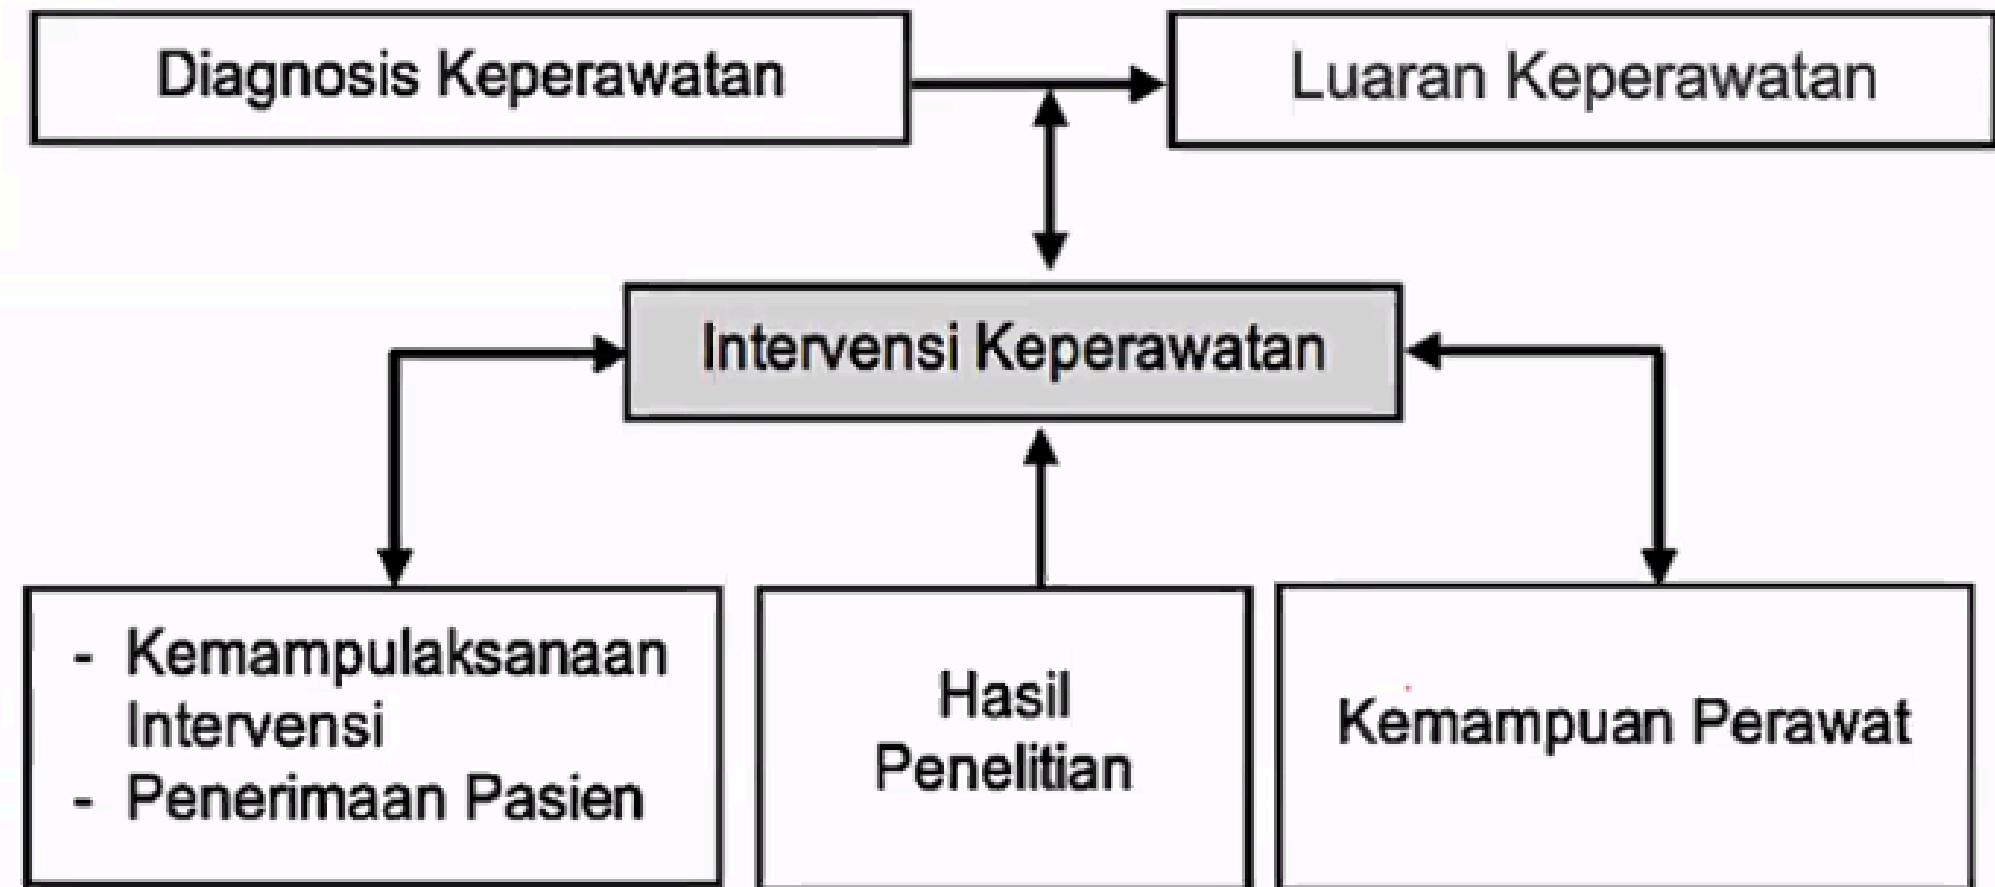 Diagnosis Keperawatan
Luaran Keperawatan
Intervensi Keperawatan
- Kemampulaksanaan
Intervensi
- Penerimaan Pasien
Hasil
Penelitian
Kemampuan Perawat